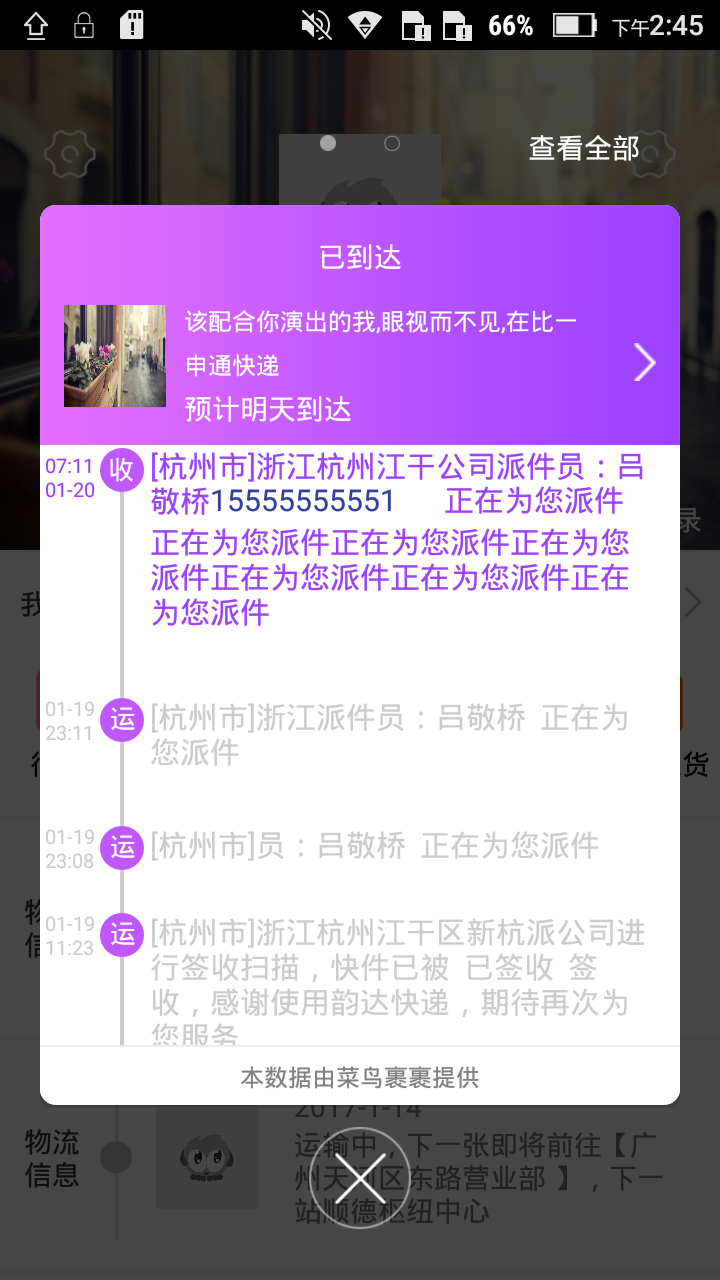 66% 下午2:45
查看全部
已到达
该配合你演出的我,眼视而不见,在比一
申通快递
预计明天到达
07:11
01-20
收
[杭州市]浙江杭州江干公司派件员：吕
敬桥15555555551 正在为您派件
正在为您派件正在为您派件正在为您
派件正在为您派件正在为您派件正在
为您派件
录
我
01-19
23:11
运
[杭州市]浙江派件员：吕敬桥 正在为
您派件
货
01-19
23:08
运
[杭州市]员：吕敬桥 正在为您派件
物
信
01-19
11:23
运
[杭州市]浙江杭州江干区新杭派公司进
行签收扫描，快件已被 已签收 签
收，感谢使用韵达快递，期待再次为
您服务
本数据由菜鸟裹裹提供
2017-1-14
物流
信息
运输中，下一张即将前往【广
州天河区东路营业部 】，下一
站顺德枢纽中心